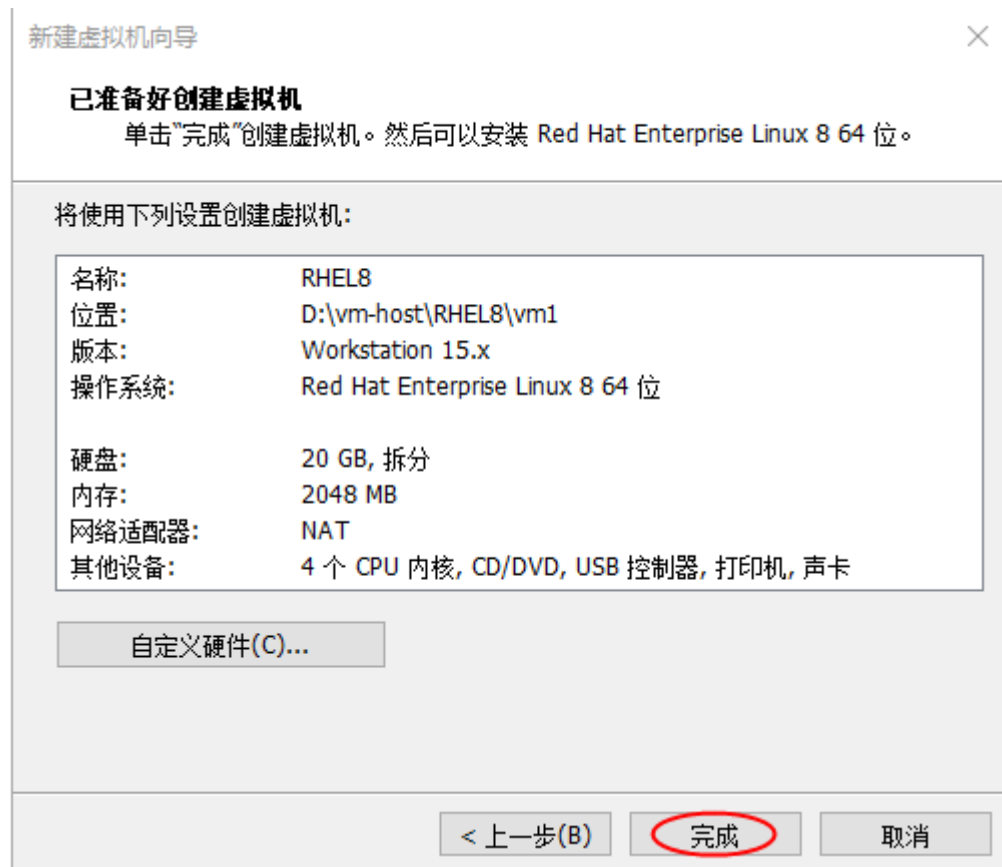 新建虚拟机向导
已准备好创建虚拟机
单击"完成"创建虚拟机。然后可以安装 Red Hat Enterprise Linux 8 64 位。
将使用下列设置创建虚拟机:
名称: RHEL8
位置: D:\vm-host\RHEL8\vm1
版本: Workstation 15.x
操作系统: Red Hat Enterprise Linux 8 64 位
硬盘: 20 GB, 拆分
内存: 2048 MB
网络适配器: NAT
其他设备: 4 个 CPU 内核, CD/DVD, USB 控制器, 打印机, 声卡
自定义硬件(C)...
< 上一步(B) 完成 取消